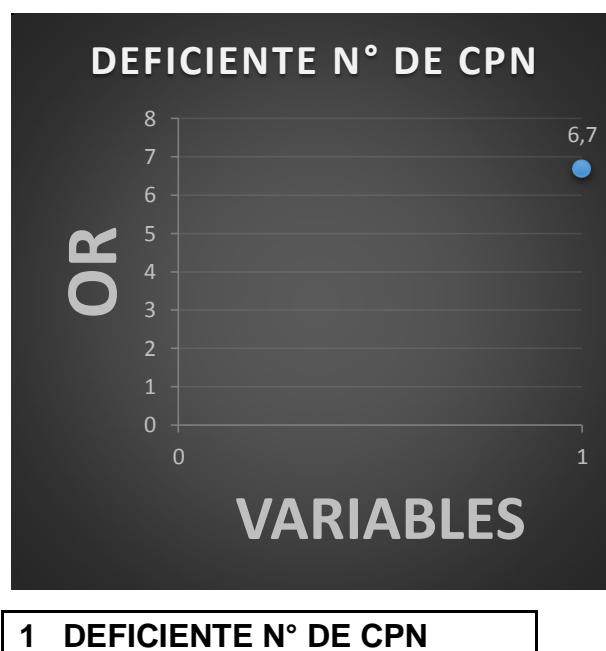 DEFICIENTE N° DE CPN
8
6,7
7
6
5
4
3
2
1
0
OR
0 1
VARIABLES
1 DEFICIENTE N° DE CPN